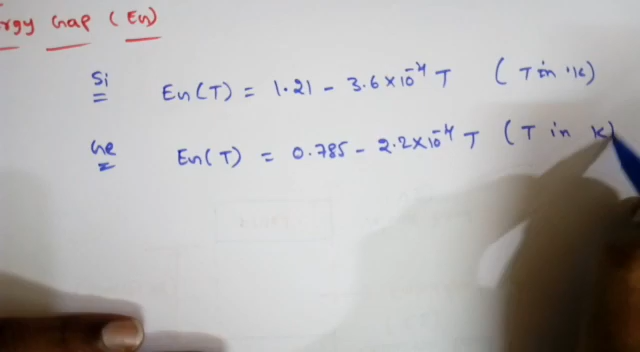 rgy Gap (EG)
Si EG(T) = 1.21 - 3.6×10⁻⁴ T (T in °K)
Ge EG(T) = 0.785 - 2.2×10⁻⁴ T (T in K)